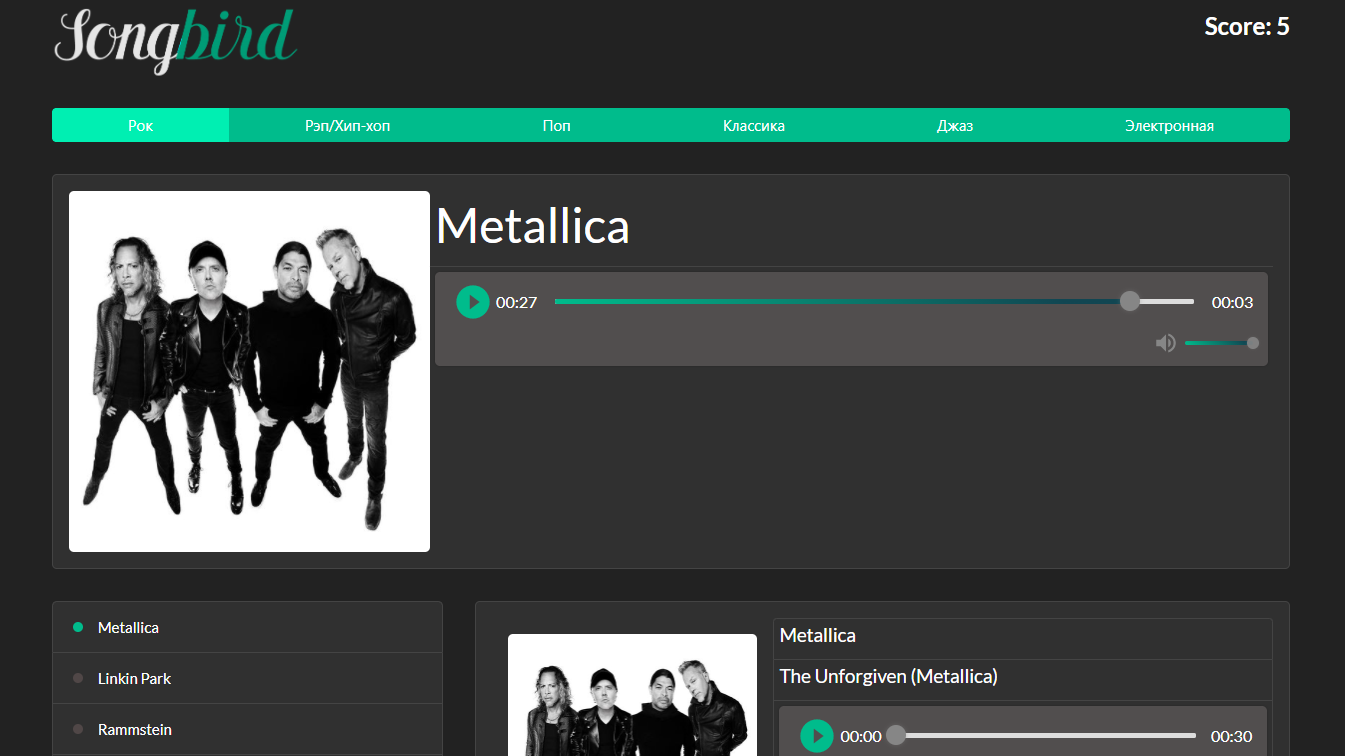 Songbird
Score: 5
Рок
Рэп/Хип-хоп
Поп
Классика
Джаз
Электронная
Metallica
00:27
00:03
Metallica
Linkin Park
Rammstein
Metallica
The Unforgiven (Metallica)
00:00
00:30